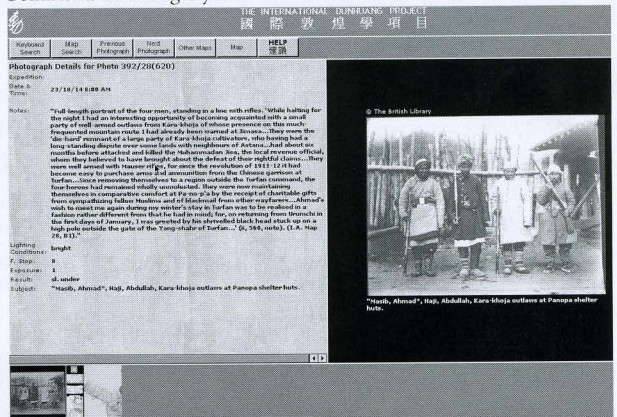 THE INTERNATIONAL DUNHUANG PROJECT
國 際 敦 煌 學 項 目
Keyboard Search
Map Search
Previous Photograph
Next Photograph
Other Maps
Map
HELP
Photograph Details for Photo 392/28(620)
Expedition:
Date & Time: 23/10/14 8:00 AM
Notes: "Full-length portrait of the four men, standing in a line with rifles. 'While halting for
the night I had an interesting opportunity of becoming acquainted with a small
party of well-armed outlaws from Kara-khoja of whose presence on this much-
frequented mountain route I had already been warned at Jimasa...They were the
'die-hard' remnant of a large party of Kara-khoja cultivators, who having had a
long-standing dispute over some lands with neighbours of Astana...had about six
months before attacked and killed the Muhammadan Jisa, the local revenue official,
whom they believed to have brought about the defeat of their rightful claims...They
were well armed with Mauser rifles, for since the revolution of 1911-12 it had
become easy to purchase arms and ammunition from the Chinese garrison at
Turfan...Since removing themselves to a region outside the Turfan command, the
four heroes had remained wholly unmolested. They were now maintaining
themselves in comparative comfort at Pa-no-p'a by the receipt of charitable gifts
from sympathizing fellow Muslims and of blackmail from other wayfarers...Ahmad's
wish to meet me again during my winter's stay in Turfan was to be realised in a
fashion rather different from that he had in mind; for, on returning from Urumchi in
the first days of January, I was greeted by his shrivelled black head stuck up on a
high pole outside the gate of the Yang-shahr of Turfan...' (ii, 560, note). (I.A. Map
28, B1)."
Lighting Conditions: bright
F. Stop: 8
Exposure: 1
Result: sl. under
Subject: "Masib, Ahmad", Haji, Abdullah, Kara-khoja outlaws at Panopa shelter huts.
© The British Library
"Masib, Ahmad", Haji, Abdullah, Kara-khoja outlaws at Panopa shelter
huts.